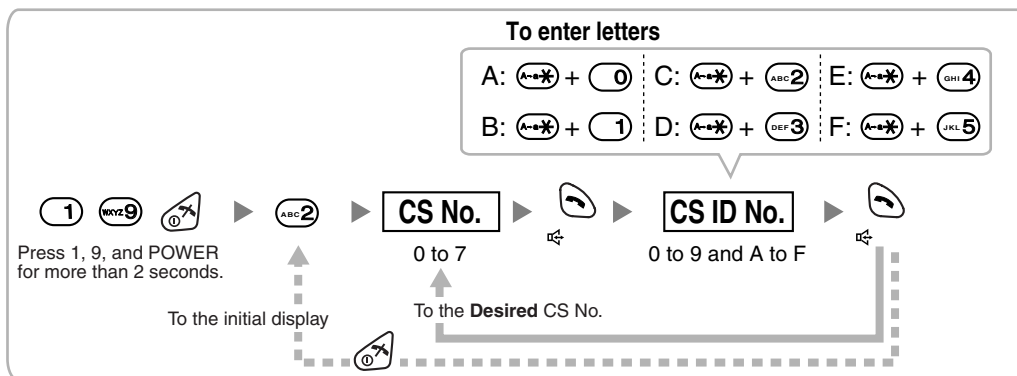 To enter letters
A: A-a✱ + 0 C: A-a✱ + ABC2 E: A-a✱ + GHI4
B: A-a✱ + 1 D: A-a✱ + DEF3 F: A-a✱ + JKL5
1 WXYZ9 ABC2 CS No. CS ID No.
Press 1, 9, and POWER
for more than 2 seconds.
0 to 7
0 to 9 and A to F
To the initial display
To the Desired CS No.